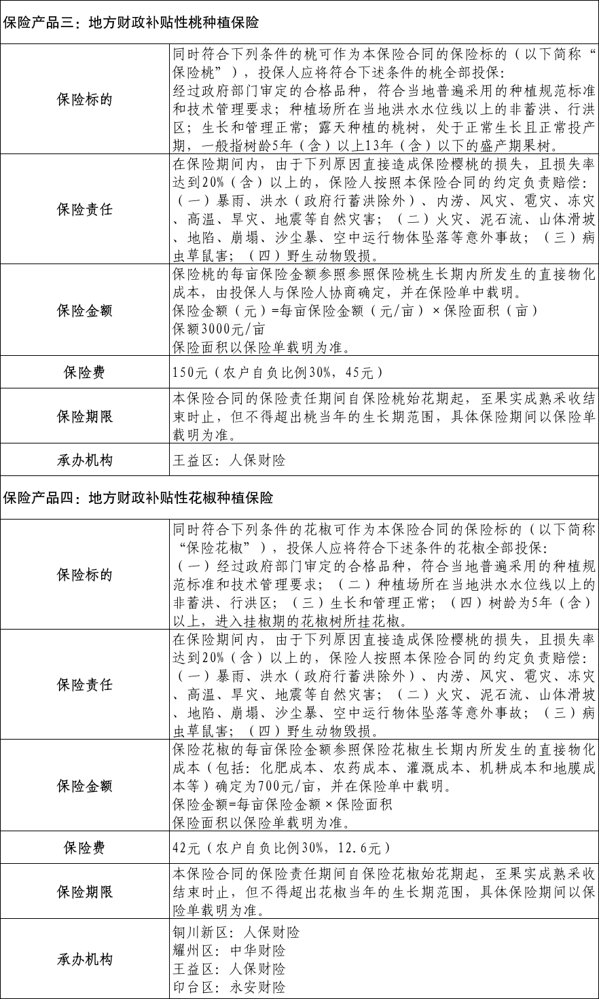 保险产品三：地方财政补贴性桃种植保险
保险标的
同时符合下列条件的桃可作为本保险合同的保险标的（以下简称“
保险桃”），投保人应将符合下述条件的桃全部投保：
经过政府部门审定的合格品种，符合当地普遍采用的种植规范标准
和技术管理要求；种植场所在当地洪水水位线以上的非蓄洪、行洪
区；生长和管理正常；露天种植的桃树，处于正常生长且正常投产
期，一般指树龄5年（含）以上13年（含）以下的盛产期果树。
保险责任
在保险期间内，由于下列原因直接造成保险樱桃的损失，且损失率
达到20%（含）以上的，保险人按照本保险合同的约定负责赔偿：
（一）暴雨、洪水（政府行蓄洪除外）、内涝、风灾、雹灾、冻灾
、高温、旱灾、地震等自然灾害；（二）火灾、泥石流、山体滑坡
、地陷、崩塌、沙尘暴、空中运行物体坠落等意外事故；（三）病
虫草鼠害；（四）野生动物毁损。
保险金额
保险桃的每亩保险金额参照参照保险桃生长期内所发生的直接物化
成本，由投保人与保险人协商确定，并在保险单中载明。
保险金额（元）=每亩保险金额（元/亩）×保险面积（亩）
保额3000元/亩
保险面积以保险单载明为准。
保险费
150元（农户自负比例30%，45元）
保险期限
本保险合同的保险责任期间自保险桃始花期起，至果实成熟采收结
束时止，但不得超出桃当年的生长期范围，具体保险期间以保险单
载明为准。
承办机构
王益区：人保财险
保险产品四：地方财政补贴性花椒种植保险
保险标的
同时符合下列条件的花椒可作为本保险合同的保险标的（以下简称
“保险花椒”），投保人应将符合下述条件的花椒全部投保：
（一）经过政府部门审定的合格品种，符合当地普遍采用的种植规
范标准和技术管理要求；（二）种植场所在当地洪水水位线以上的
非蓄洪、行洪区；（三）生长和管理正常；（四）树龄为5年（含）
以上，进入挂椒期的花椒树所挂花椒。
保险责任
在保险期间内，由于下列原因直接造成保险樱桃的损失，且损失率
达到20%（含）以上的，保险人按照本保险合同的约定负责赔偿：
（一）暴雨、洪水（政府行蓄洪除外）、内涝、风灾、雹灾、冻灾
、高温、旱灾、地震等自然灾害；（二）火灾、泥石流、山体滑坡
、地陷、崩塌、沙尘暴、空中运行物体坠落等意外事故；（三）病
虫草鼠害；（四）野生动物毁损。
保险金额
保险花椒的每亩保险金额参照保险花椒生长期内所发生的直接物化
成本（包括：化肥成本、农药成本、灌溉成本、机耕成本和地膜成
本等）确定为700元/亩，并在保险单中载明。
保险金额=每亩保险金额×保险面积
保险面积以保险单载明为准。
保险费
42元（农户自负比例30%，12.6元）
保险期限
本保险合同的保险责任期间自保险花椒始花期起，至果实成熟采收
结束时止，但不得超出花椒当年的生长期范围，具体保险期间以保
险单载明为准。
承办机构
铜川新区：人保财险
耀州区：中华财险
王益区：人保财险
印台区：永安财险